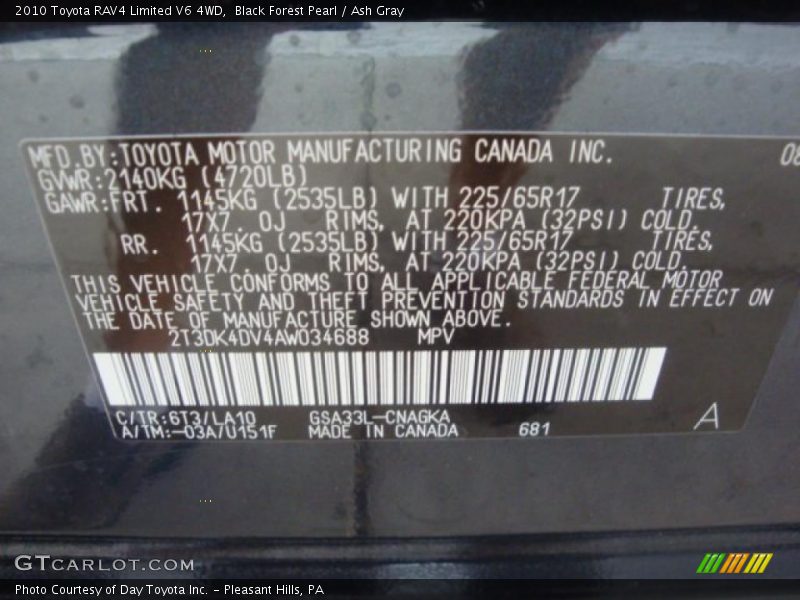 2010 Toyota RAV4 Limited V6 4WD, Black Forest Pearl / Ash Gray
MFD.BY:TOYOTA MOTOR MANUFACTURING CANADA INC. 08
GVWR:2140KG (4720LB)
GAWR:FRT. 1145KG (2535LB) WITH 225/65R17 TIRES,
17X7.0J RIMS, AT 220KPA (32PSI) COLD.
RR. 1145KG (2535LB) WITH 225/65R17 TIRES,
17X7.0J RIMS, AT 220KPA (32PSI) COLD.
THIS VEHICLE CONFORMS TO ALL APPLICABLE FEDERAL MOTOR
VEHICLE SAFETY AND THEFT PREVENTION STANDARDS IN EFFECT ON
THE DATE OF MANUFACTURE SHOWN ABOVE.
2T3DK4DV4AW034688 MPV
C/TR:6T3/LA10 GSA33L-CNAGKA
A/TM:-03A/U151F MADE IN CANADA 681 A
GTCARLOT.COM
Photo Courtesy of Day Toyota Inc. - Pleasant Hills, PA